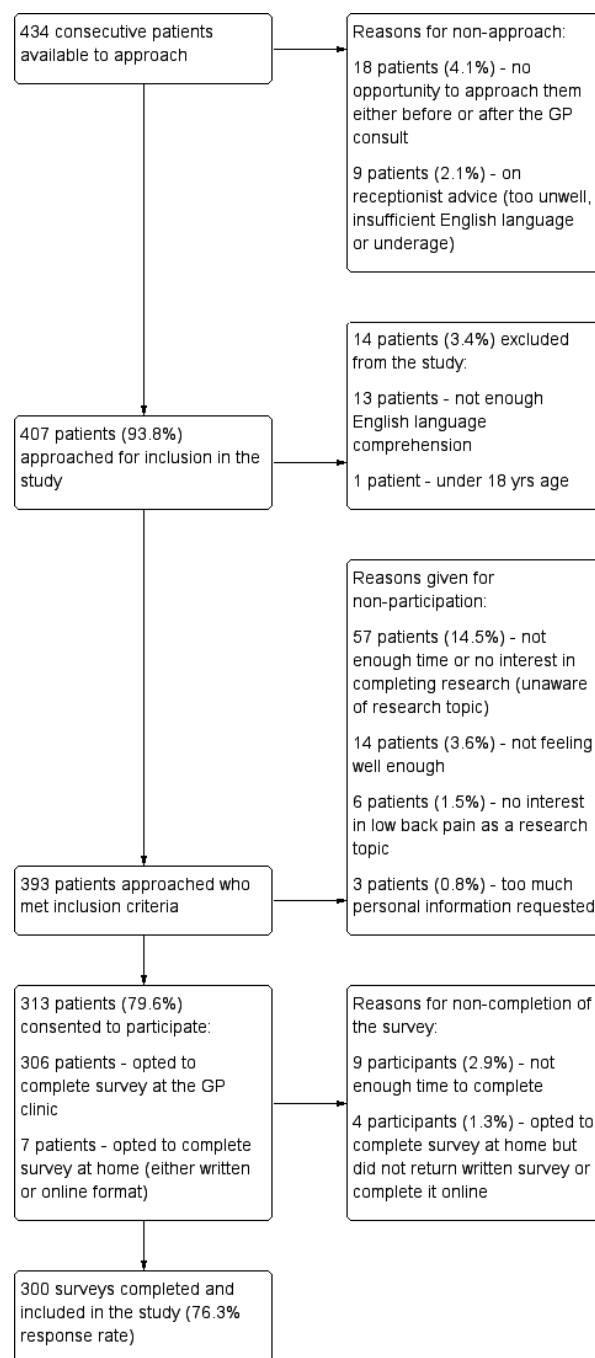 434 consecutive patients
available to approach
Reasons for non-approach:
18 patients (4.1%) - no
opportunity to approach them
either before or after the GP
consult
9 patients (2.1%) - on
receptionist advice (too unwell,
insufficient English language
or underage)
14 patients (3.4%) excluded
from the study:
13 patients - not enough
English language
comprehension
1 patient - under 18 yrs age
407 patients (93.8%)
approached for inclusion in the
study
Reasons given for
non-participation:
57 patients (14.5%) - not
enough time or no interest in
completing research (unaware
of research topic)
14 patients (3.6%) - not feeling
well enough
6 patients (1.5%) - no interest
in low back pain as a research
topic
3 patients (0.8%) - too much
personal information requested
393 patients approached who
met inclusion criteria
313 patients (79.6%)
consented to participate:
306 patients - opted to
complete survey at the GP
clinic
7 patients - opted to complete
survey at home (either written
or online format)
Reasons for non-completion of
the survey:
9 participants (2.9%) - not
enough time to complete
4 participants (1.3%) - opted to
complete survey at home but
did not return written survey or
complete it online
300 surveys completed and
included in the study (76.3%
response rate)